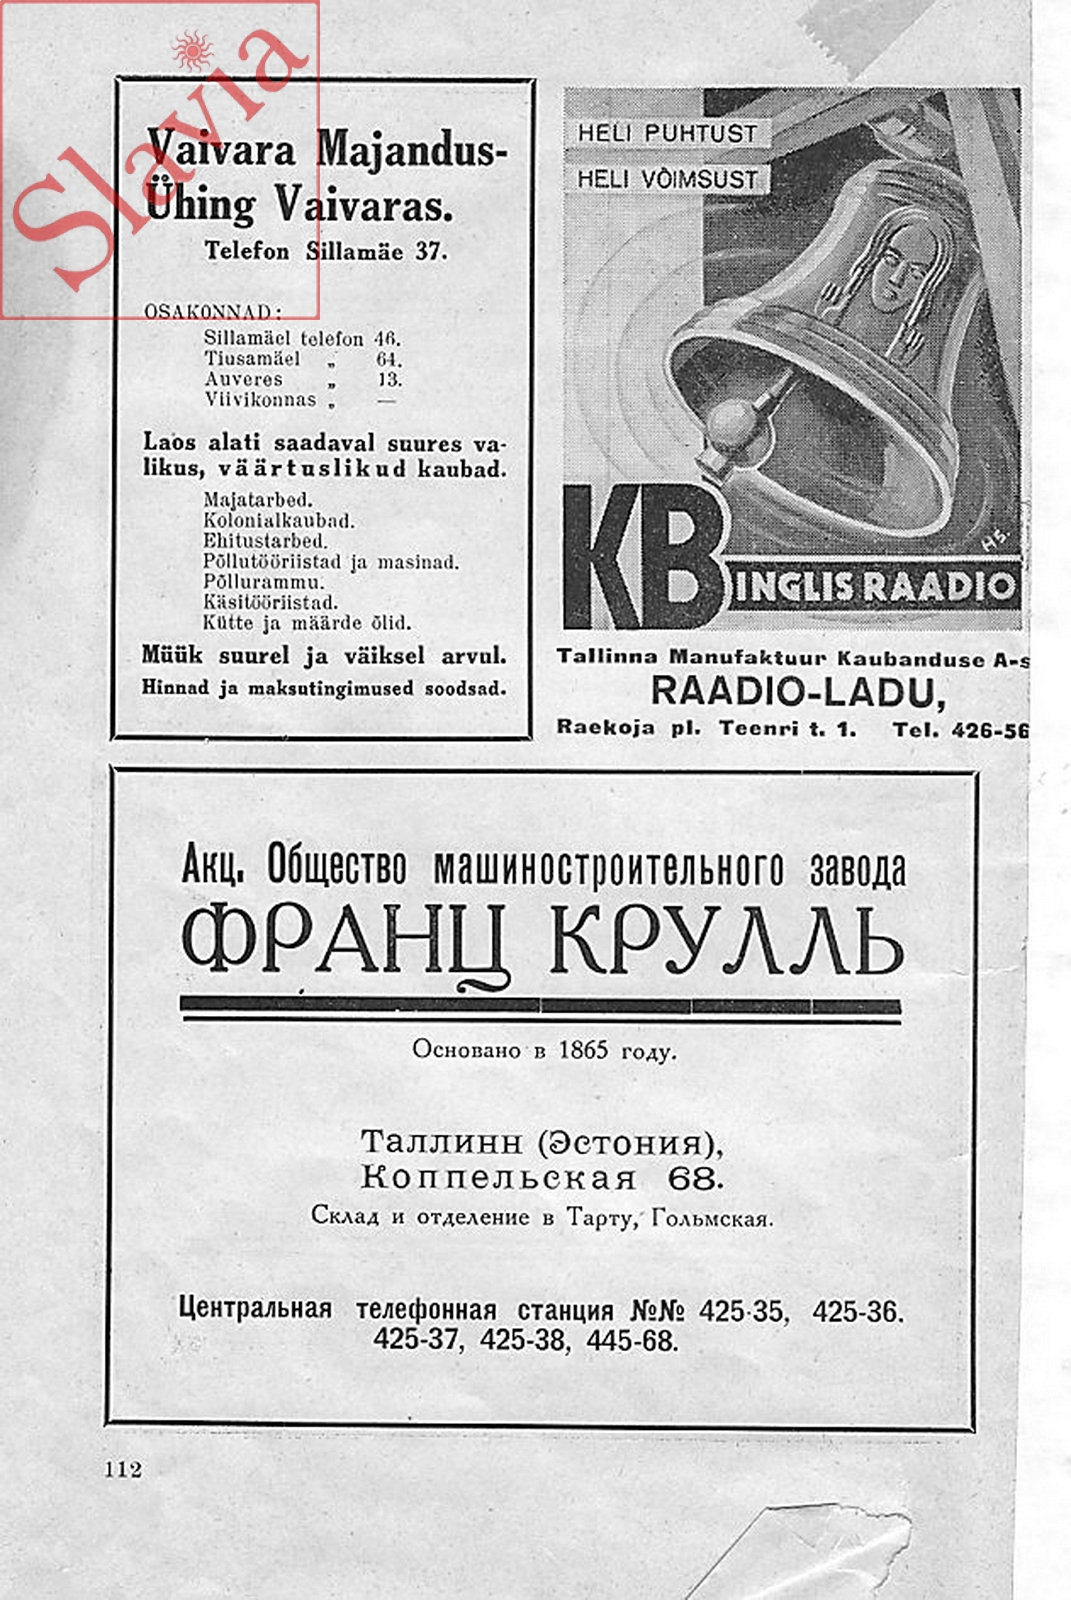 Slavia
Vaivara Majandus-
Ühing Vaivaras.
Telefon Sillamäe 37.
OSAKONNAD:
Sillamäel telefon 46.
Tiusamäel „ 64.
Auveres „ 13.
Viivikonnas „ —
Laos alati saadaval suures va-
likus, väärtuslikud kaubad.
Majatarbed.
Kolonialkaubad.
Ehitustarbed.
Põllutööriistad ja masinad.
Põllurammu.
Käsitööriistad.
Kütte ja määrde õlid.
Müük suurel ja väiksel arvul.
Hinnad ja maksutingimused soodsad.
HELI PUHTUST
HELI VÕIMSUST
HS.
KB INGLIS RAADIO
Tallinna Manufaktuur Kaubanduse A-s
RAADIO-LADU,
Raekoja pl. Teenri t. 1. Tel. 426-56
Акц. Общество машиностроительного завода
ФРАНЦ КРУЛЛЬ
Основано в 1865 году.
Таллинн (Эстония),
Коппельская 68.
Склад и отделение в Тарту, Гольмская.
Центральная телефонная станция №№ 425-35, 425-36.
425-37, 425-38, 445-68.
112